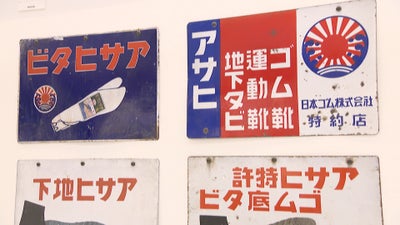 アサヒタビ
アサヒ
地下タビ
運動靴
ゴム靴
日本ゴム株式会社
特約店
アサヒ地下
アサヒ特許
ゴム底タビ